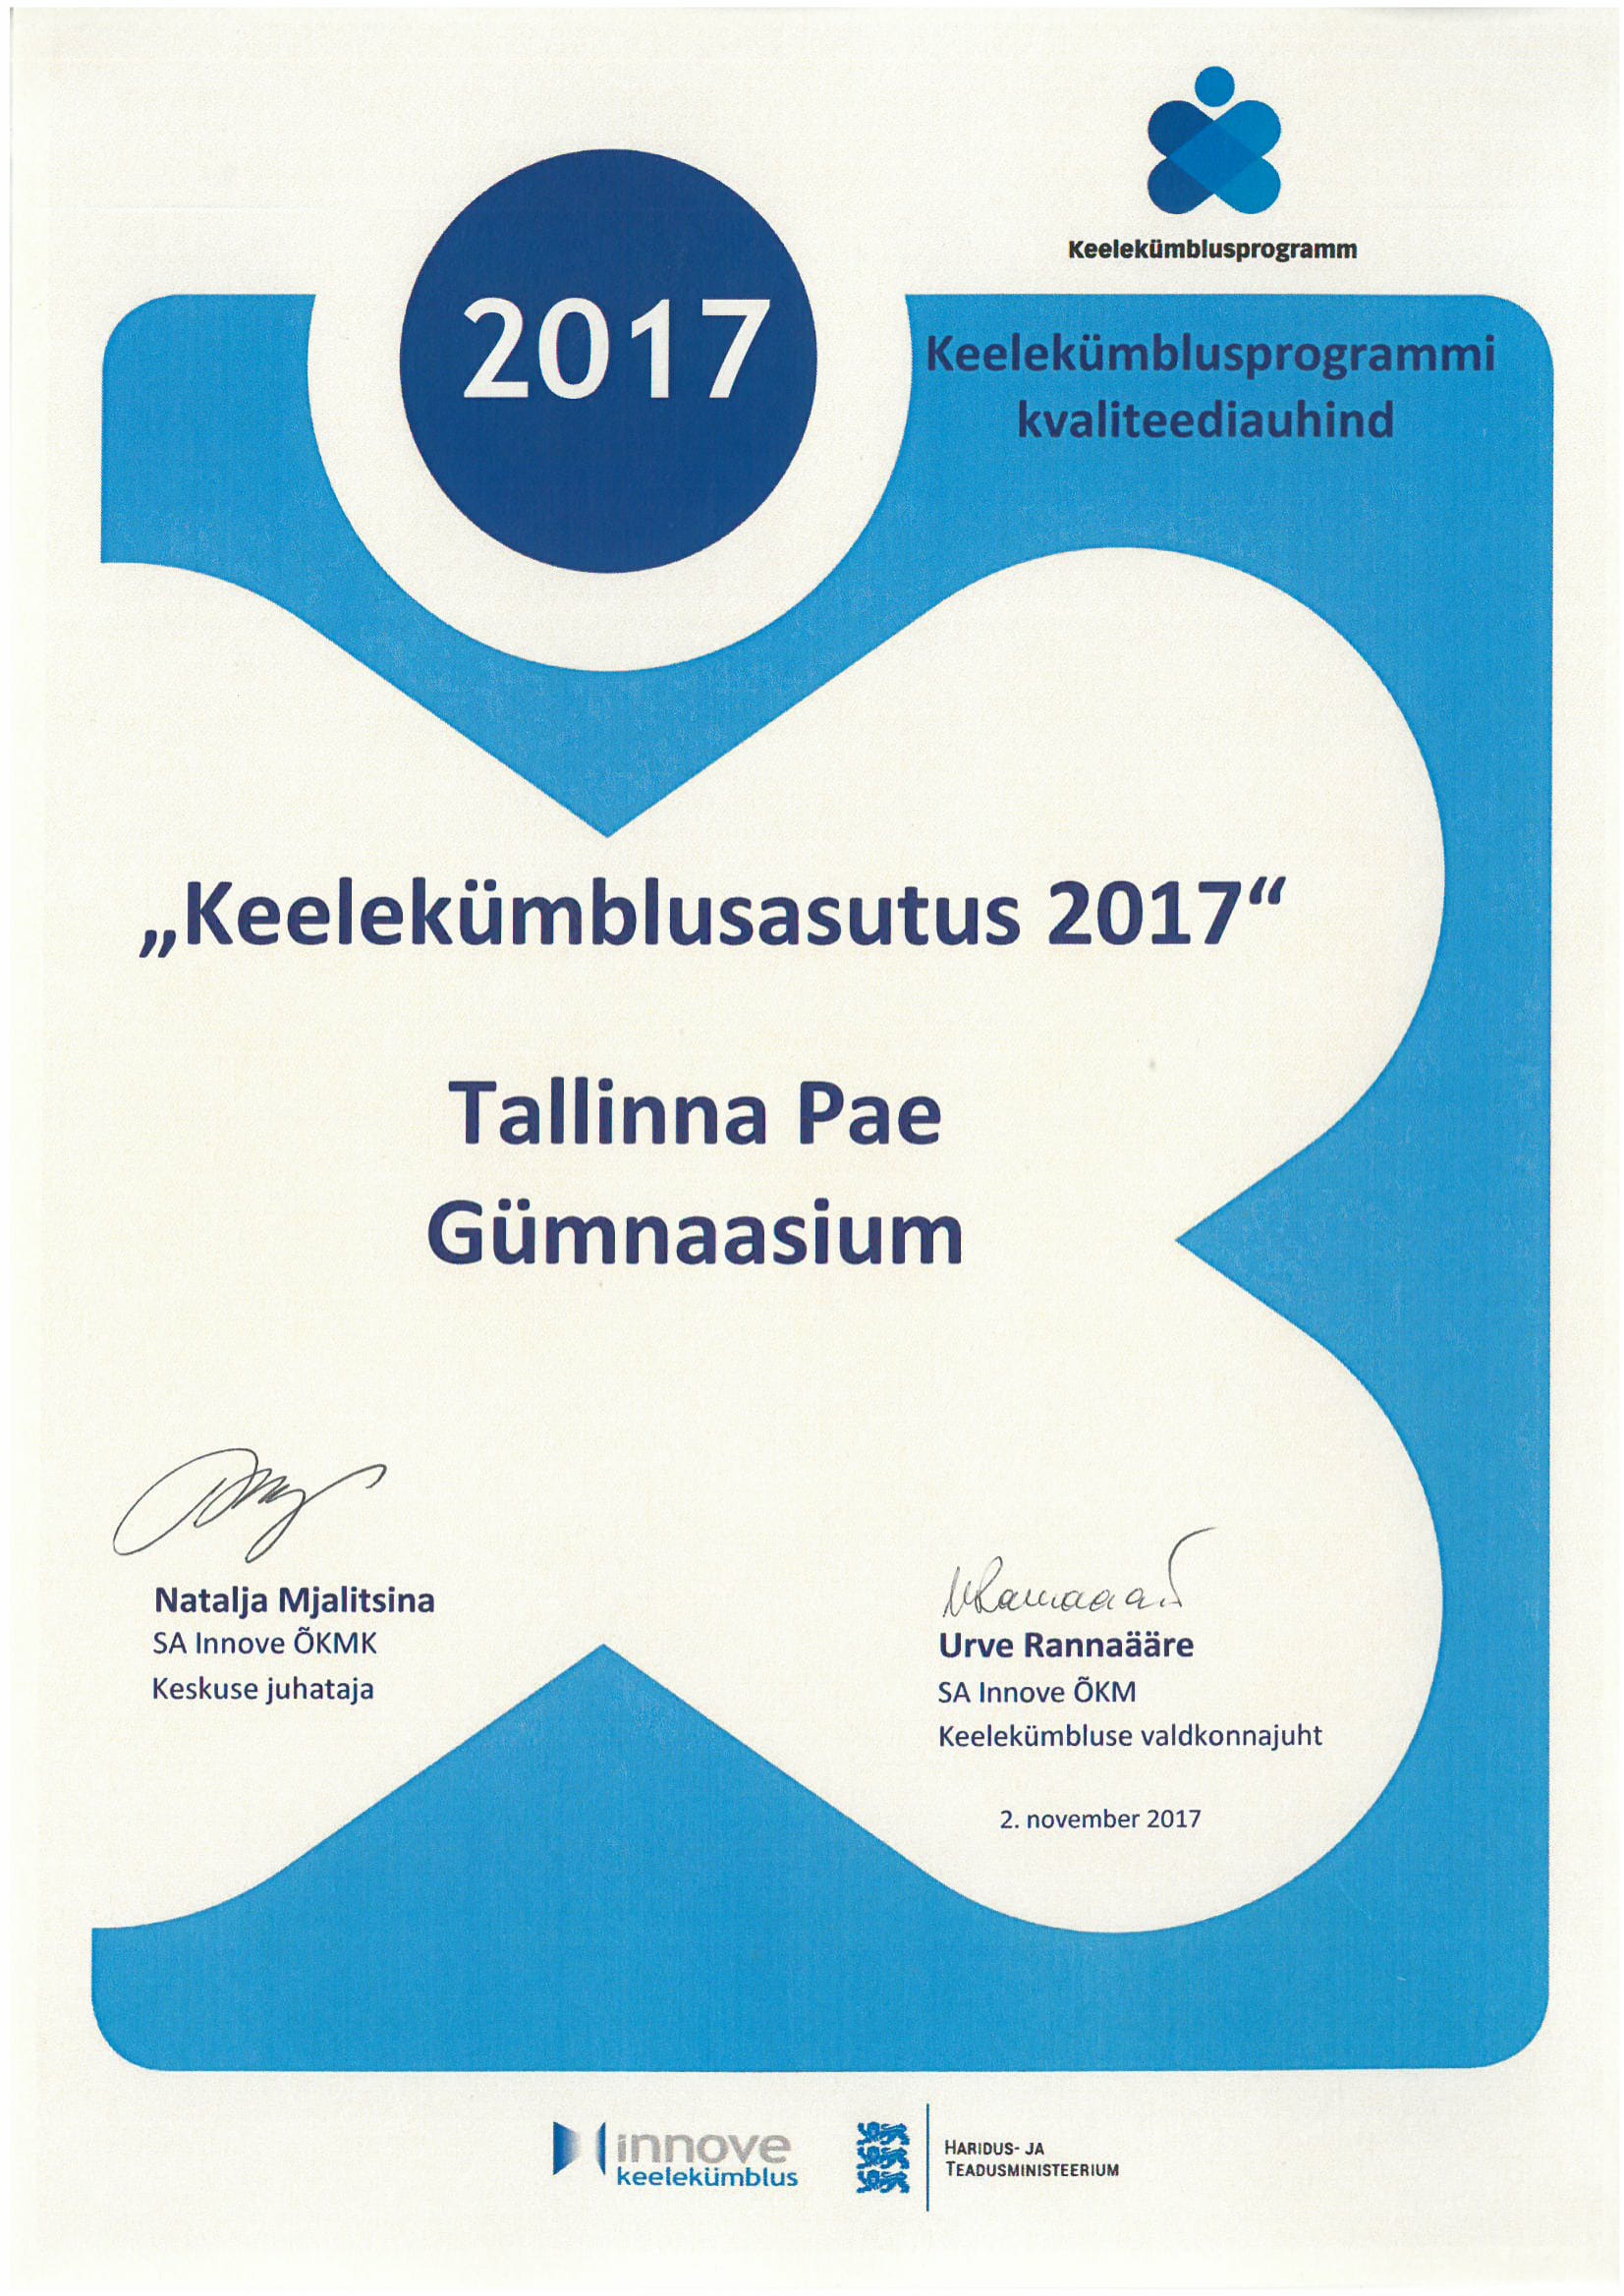 Keelekümblusprogramm
2017
Keelekümblusprogrammi
kvaliteediauhind
„Keelekümblusasutus 2017“
Tallinna Pae
Gümnaasium
Natalja Mjalitsina
SA Innove ÕKMK
Keskuse juhataja
Urve Rannaääre
SA Innove ÕKM
Keelekümbluse valdkonnajuht
2. november 2017
innove
keelekümblus
HARIDUS- JA
TEADUSMINISTEERIUM